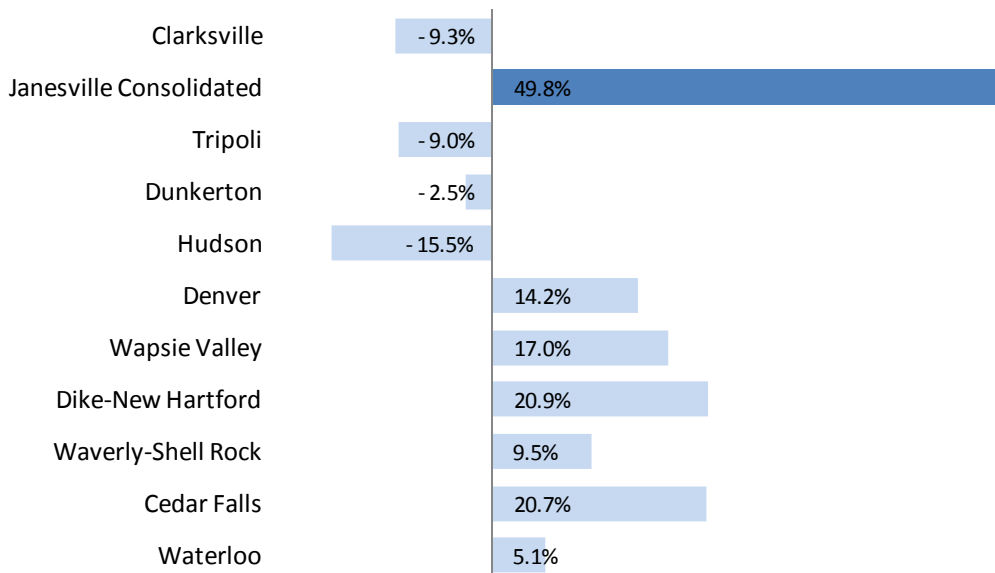 Clarksville - 9.3%
Janesville Consolidated 49.8%
Tripoli - 9.0%
Dunkerton - 2.5%
Hudson - 15.5%
Denver 14.2%
Wapsie Valley 17.0%
Dike-New Hartford 20.9%
Waverly-Shell Rock 9.5%
Cedar Falls 20.7%
Waterloo 5.1%